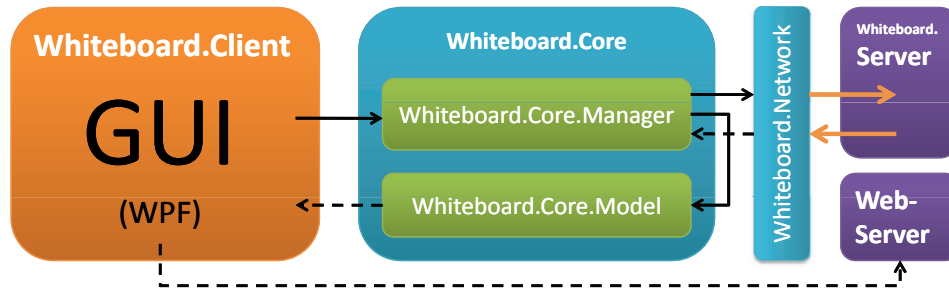 Whiteboard.Client
GUI
(WPF)
Whiteboard.Core
Whiteboard.Core.Manager
Whiteboard.Core.Model
Whiteboard.Network
Whiteboard.
Server
Web-
Server